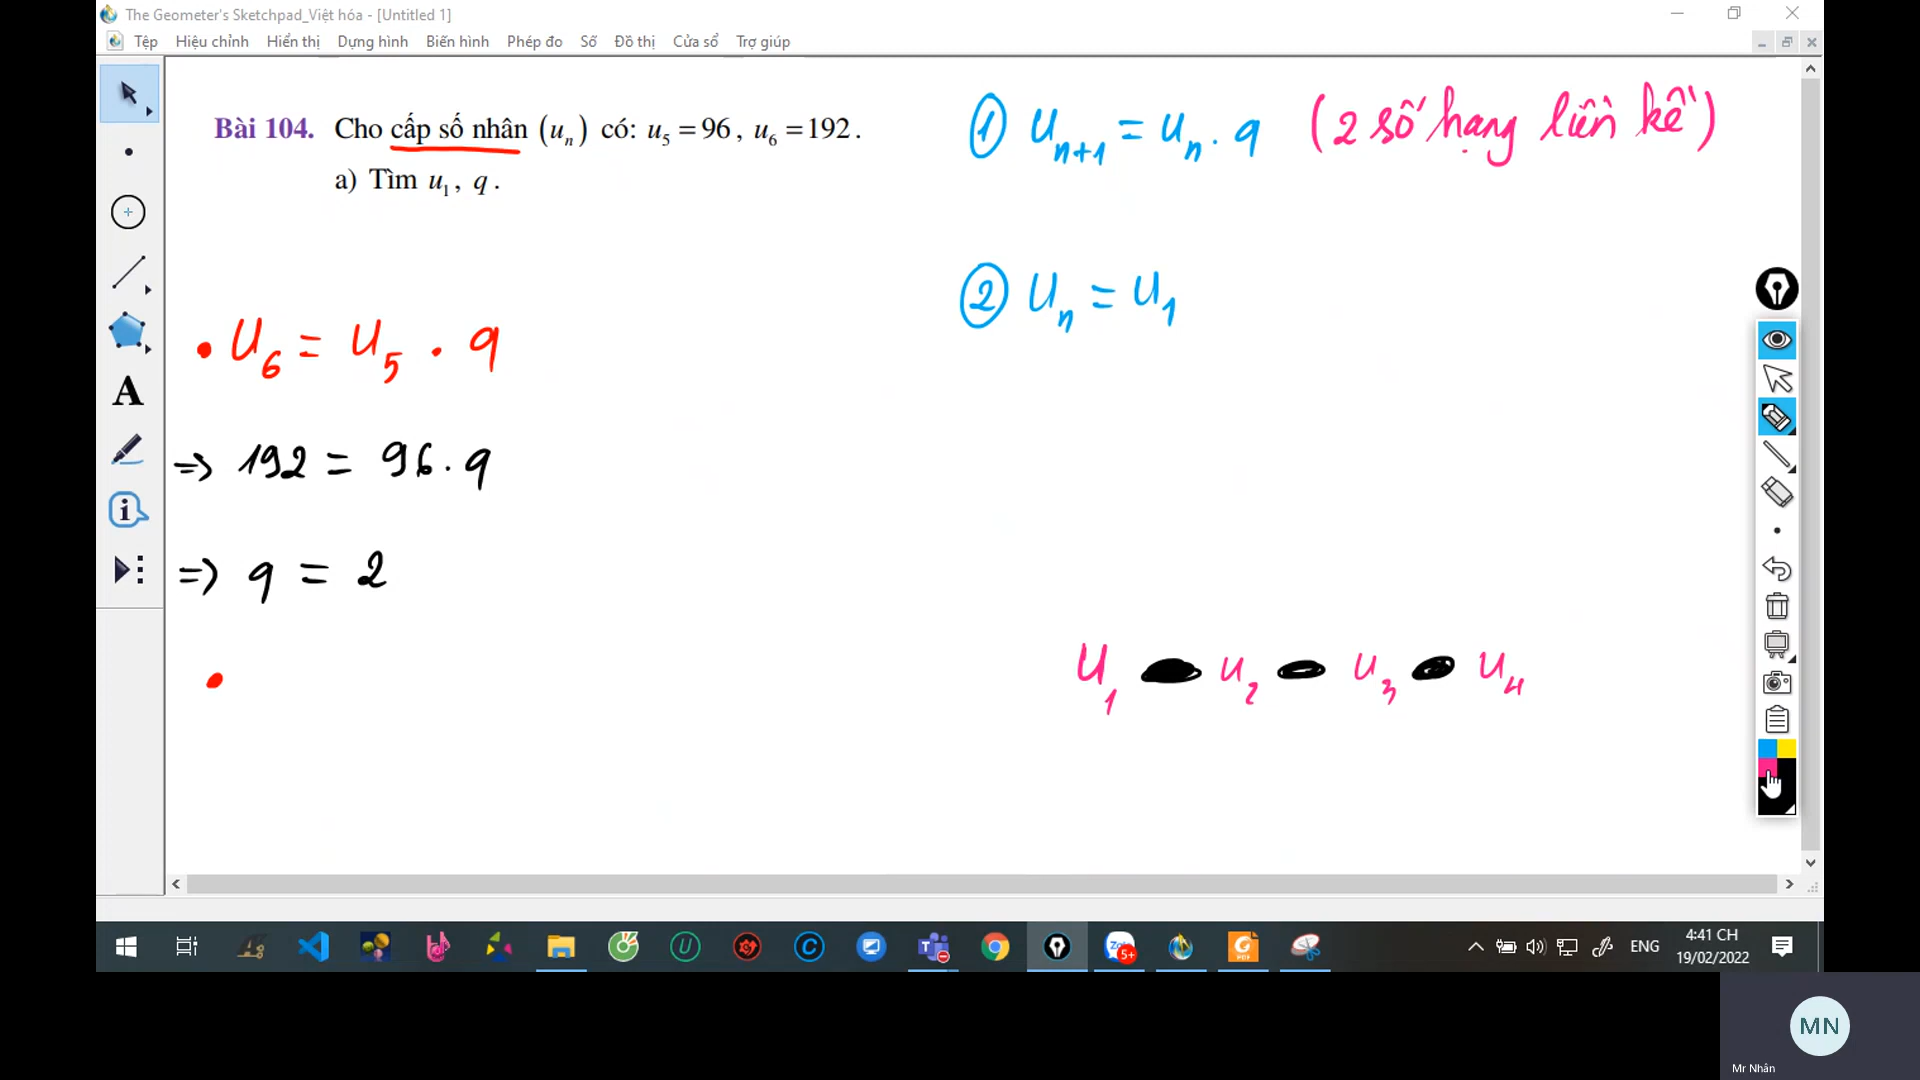 The Geometer's Sketchpad_Việt hóa - [Untitled 1]
Tệp Hiệu chỉnh Hiển thị Dựng hình Biến hình Phép đo Số Đồ thị Cửa sổ Trợ giúp
Bài 104. Cho cấp số nhân (uₙ) có: u₅ = 96, u₆ = 192.
a) Tìm u₁, q.
① Uₙ₊₁ = Uₙ . q (2 số hạng liền kề)
② Uₙ = U₁
• U₆ = U₅ . q
=> 192 = 96 . q
=> q = 2
U₁ U₂ U₃ U₄
A
ENG
4:41 CH
19/02/2022
5+
MN
Mr Nhân